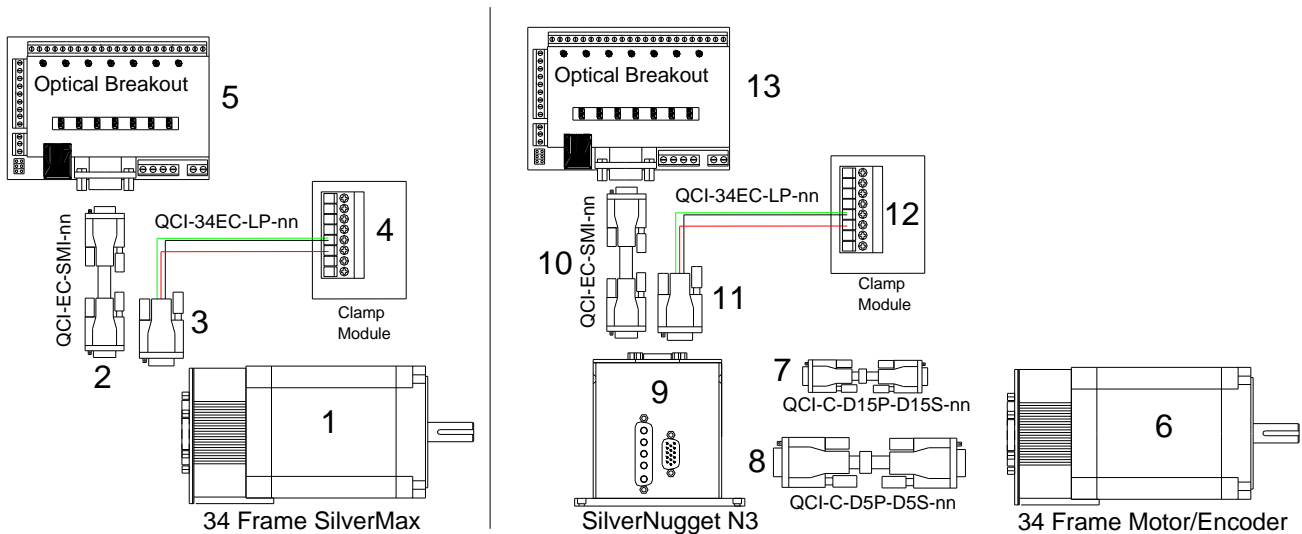 Optical Breakout
5
QCI-34EC-LP-nn
4
QCI-EC-SMI-nn
3
Clamp
Module
2
1
34 Frame SilverMax
Optical Breakout
13
QCI-34EC-LP-nn
12
10
QCI-EC-SMI-nn
11
Clamp
Module
9
7
QCI-C-D15P-D15S-nn
6
8
QCI-C-D5P-D5S-nn
SilverNugget N3
34 Frame Motor/Encoder